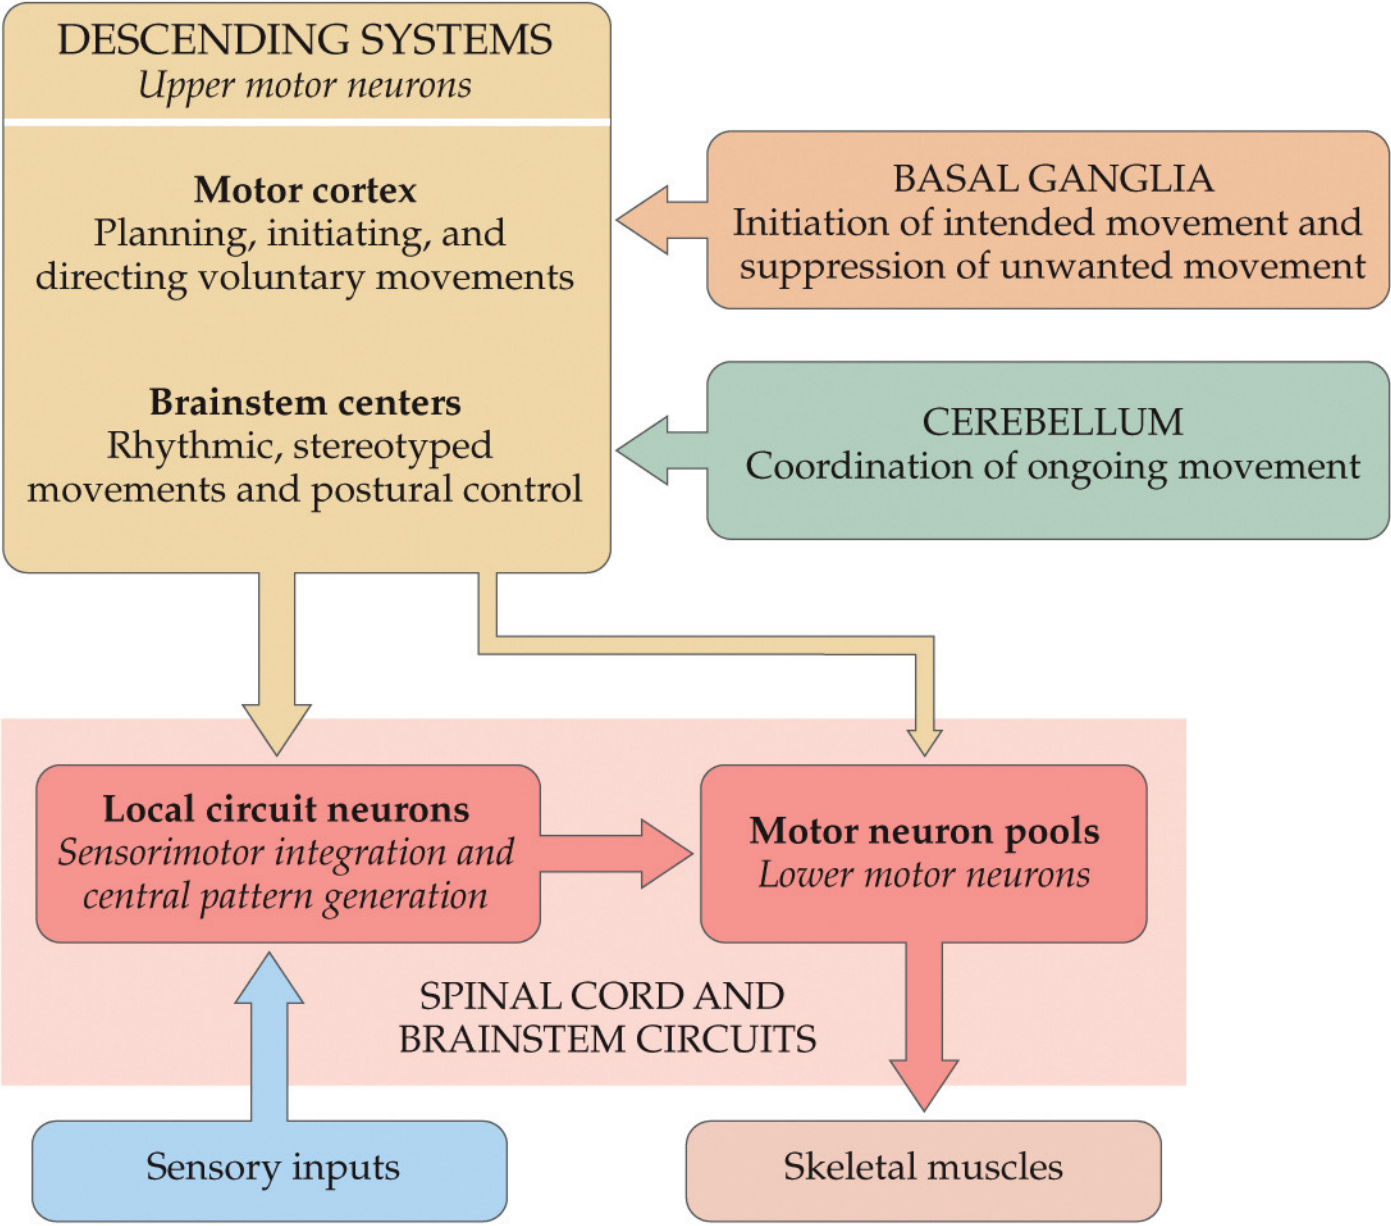 DESCENDING SYSTEMS
Upper motor neurons
Motor cortex
Planning, initiating, and
directing voluntary movements
Brainstem centers
Rhythmic, stereotyped
movements and postural control
BASAL GANGLIA
Initiation of intended movement and
suppression of unwanted movement
CEREBELLUM
Coordination of ongoing movement
Local circuit neurons
Sensorimotor integration and
central pattern generation
Motor neuron pools
Lower motor neurons
SPINAL CORD AND
BRAINSTEM CIRCUITS
Sensory inputs
Skeletal muscles